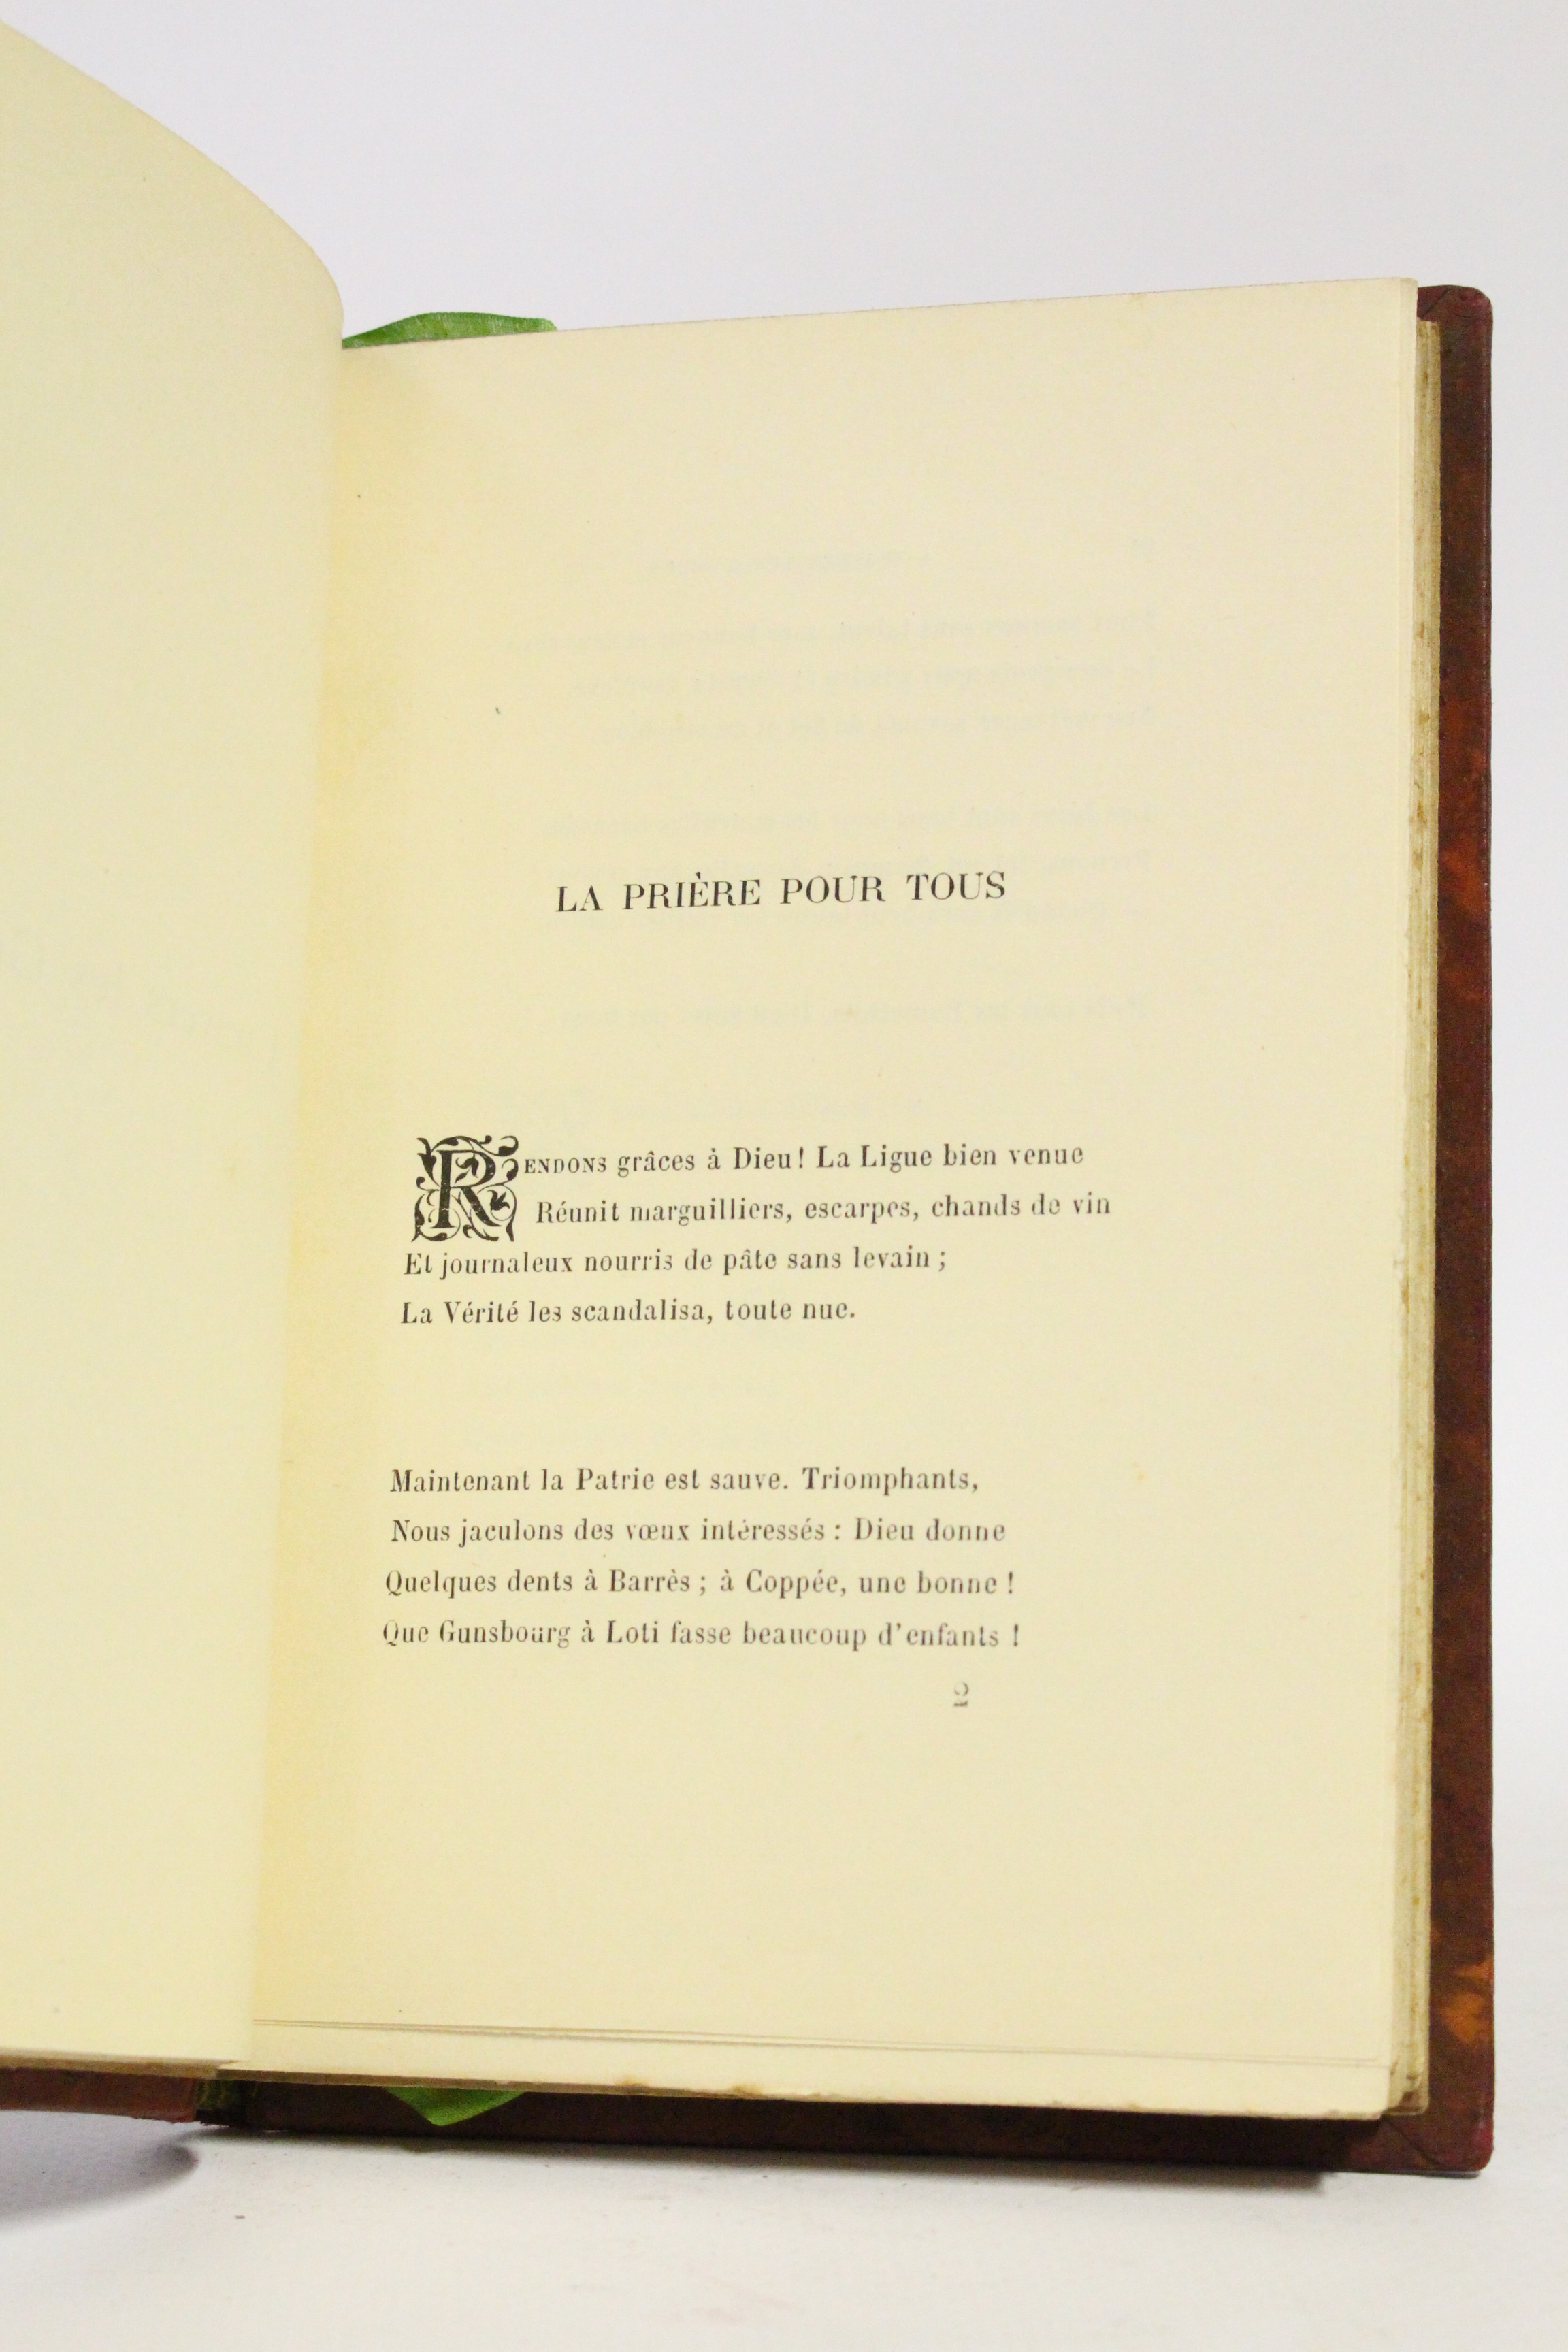 LA PRIÈRE POUR TOUS
RENDONS grâces à Dieu! La Ligue bien venue
Réunit marguilliers, escarpes, chands de vin
Et journaleux nourris de pâte sans levain ;
La Vérité les scandalisa, toute nue.
Maintenant la Patrie est sauve. Triomphants,
Nous jaculons des vœux intéressés : Dieu donne
Quelques dents à Barrès ; à Coppée, une bonne !
Que Gunsbourg à Loti fasse beaucoup d'enfants !
2